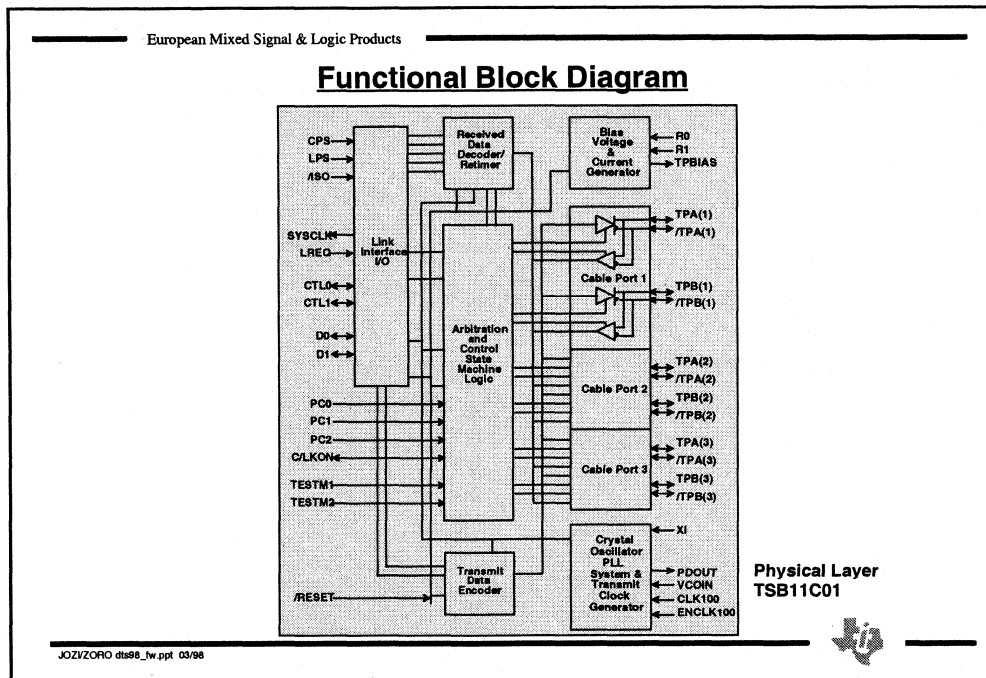 European Mixed Signal & Logic Products
Functional Block Diagram
CPS
LPS
/ISO
SYSCLK
LREQ
CTL0
CTL1
D0
D1
PC0
PC1
PC2
C/LKON
TESTM1
TESTM2
/RESET
Link
Interface
I/O
Received
Data
Decoder/
Retimer
Arbitration
and
Control
State
Machine
Logic
Transmit
Data
Encoder
Bias
Voltage
&
Current
Generator
R0
R1
TPBIAS
Cable Port 1
TPA(1)
/TPA(1)
TPB(1)
/TPB(1)
Cable Port 2
TPA(2)
/TPA(2)
TPB(2)
/TPB(2)
Cable Port 3
TPA(3)
/TPA(3)
TPB(3)
/TPB(3)
Crystal
Oscillator
PLL
System &
Transmit
Clock
Generator
XI
PDOUT
VCOIN
CLK100
ENCLK100
Physical Layer
TSB11C01
JOZI/ZORO dts98_fw.ppt 03/98